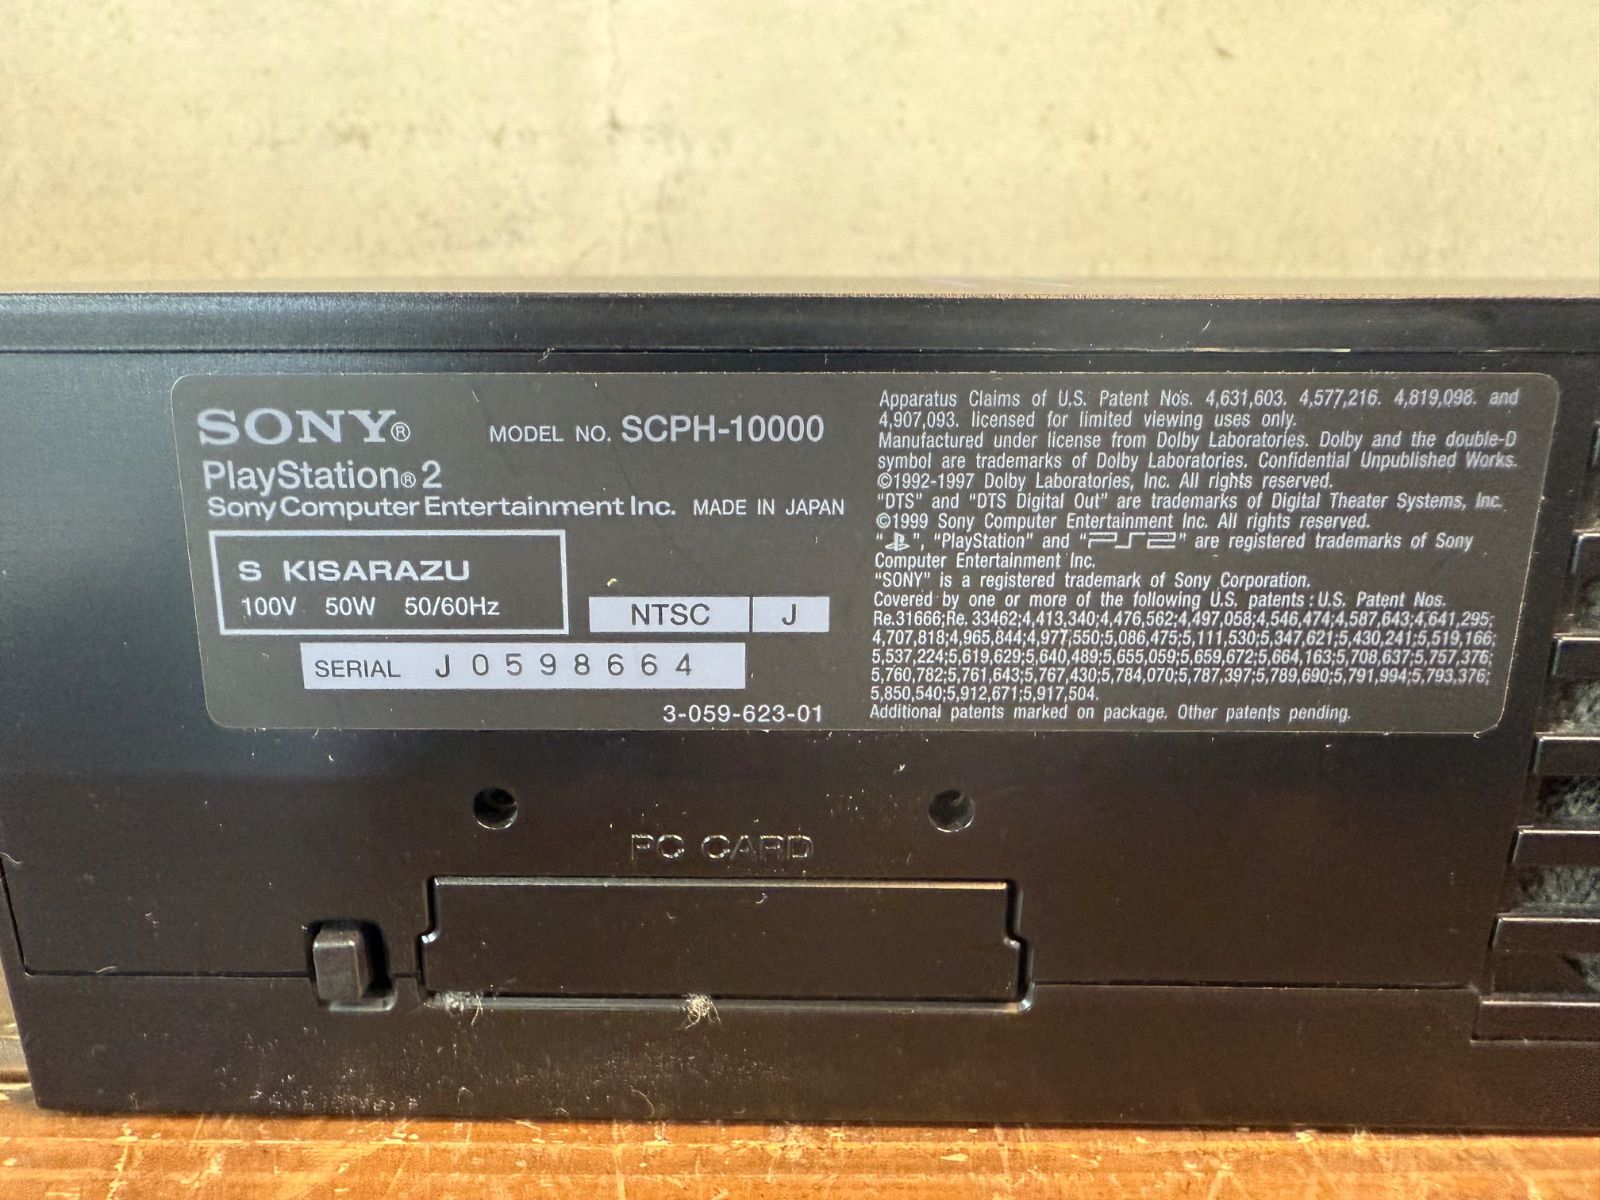 SONY®
MODEL NO. SCPH-10000
PlayStation® 2
Sony Computer Entertainment Inc. MADE IN JAPAN
S KISARAZU
100V 50W 50/60Hz
NTSC J
SERIAL J0598664
3-059-623-01
Apparatus Claims of U.S. Patent Nos. 4,631,603. 4,577,216. 4,819,098. and
4,907,093. licensed for limited viewing uses only.
Manufactured under license from Dolby Laboratories. Dolby and the double-D
symbol are trademarks of Dolby Laboratories. Confidential Unpublished Works.
©1992-1997 Dolby Laboratories, Inc. All rights reserved.
"DTS" and "DTS Digital Out" are trademarks of Digital Theater Systems, Inc.
©1999 Sony Computer Entertainment Inc. All rights reserved.
" ", "PlayStation" and "PS2" are registered trademarks of Sony
Computer Entertainment Inc.
"SONY" is a registered trademark of Sony Corporation.
Covered by one or more of the following U.S. patents : U.S. Patent Nos.
Re.31666;Re. 33462;4,413,340;4,476,562;4,497,058;4,546,474;4,587,643;4,641,295;
4,707,818;4,965,844;4,977,550;5,086,475;5,111,530;5,347,621;5,430,241;5,519,166;
5,537,224;5,619,629;5,640,489;5,655,059;5,659,672;5,664,163;5,708,637;5,757,376;
5,760,782;5,761,643;5,767,430;5,784,070;5,787,397;5,789,690;5,791,994;5,793,376;
5,850,540;5,912,671;5,917,504.
Additional patents marked on package. Other patents pending.
PC CARD